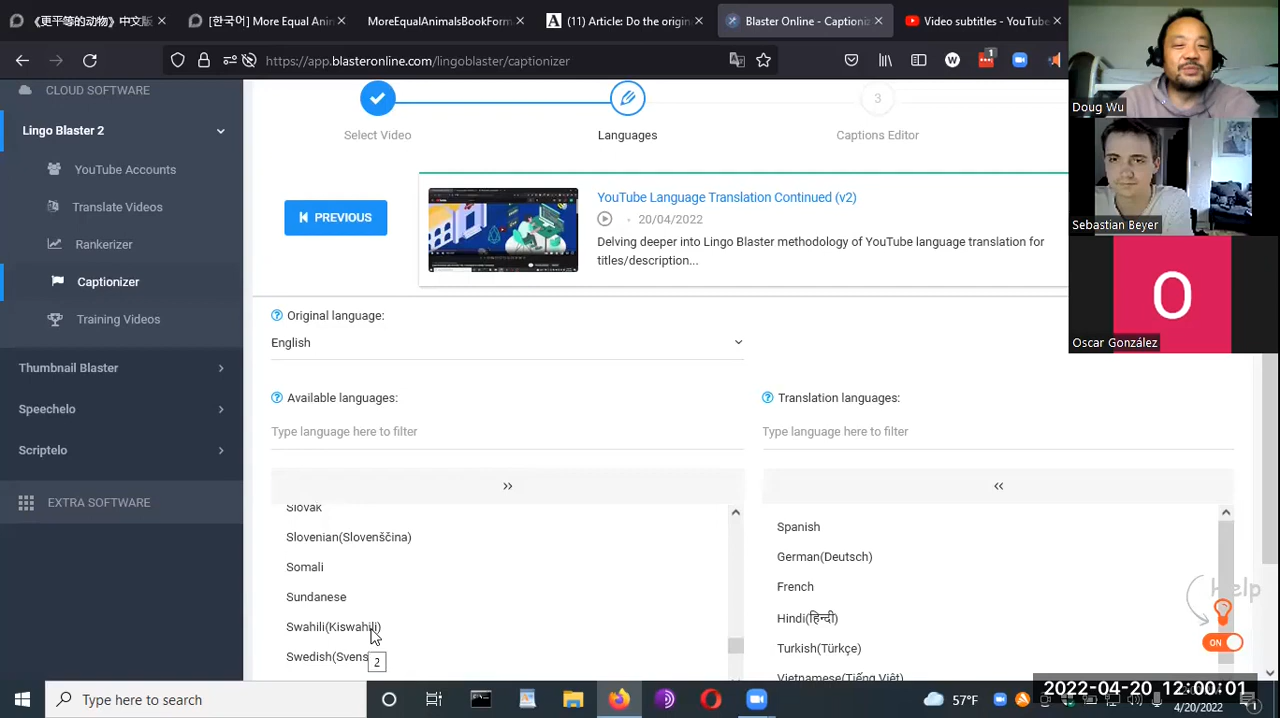 《更平等的动物》中文版
[한국어] More Equal Anim
MoreEqualAnimalsBookForm
(11) Article: Do the origin
Blaster Online - Captioniz
Video subtitles - YouTube
https://app.blasteronline.com/lingoblaster/captionizer
1
CLOUD SOFTWARE
Lingo Blaster 2
YouTube Accounts
Translate Videos
Rankerizer
Captionizer
Training Videos
Thumbnail Blaster
Speechelo
Scriptelo
EXTRA SOFTWARE
3
Select Video
Languages
Captions Editor
PREVIOUS
YouTube Language Translation Continued (v2)
20/04/2022
Delving deeper into Lingo Blaster methodology of YouTube language translation for
titles/description...
Original language:
English
Available languages:
Type language here to filter
>>
Slovak
Slovenian(Slovenščina)
Somali
Sundanese
Swahili(Kiswahili)
Swedish(Svens
2
Translation languages:
Type language here to filter
<<
Spanish
German(Deutsch)
French
Hindi(हिन्दी)
Turkish(Türkçe)
Vietnamese(Tiếng Việt)
Help
ON
Doug Wu
Sebastian Beyer
O
Oscar González
Type here to search
57°F
2022-04-20 12:00:01
4/20/2022
1